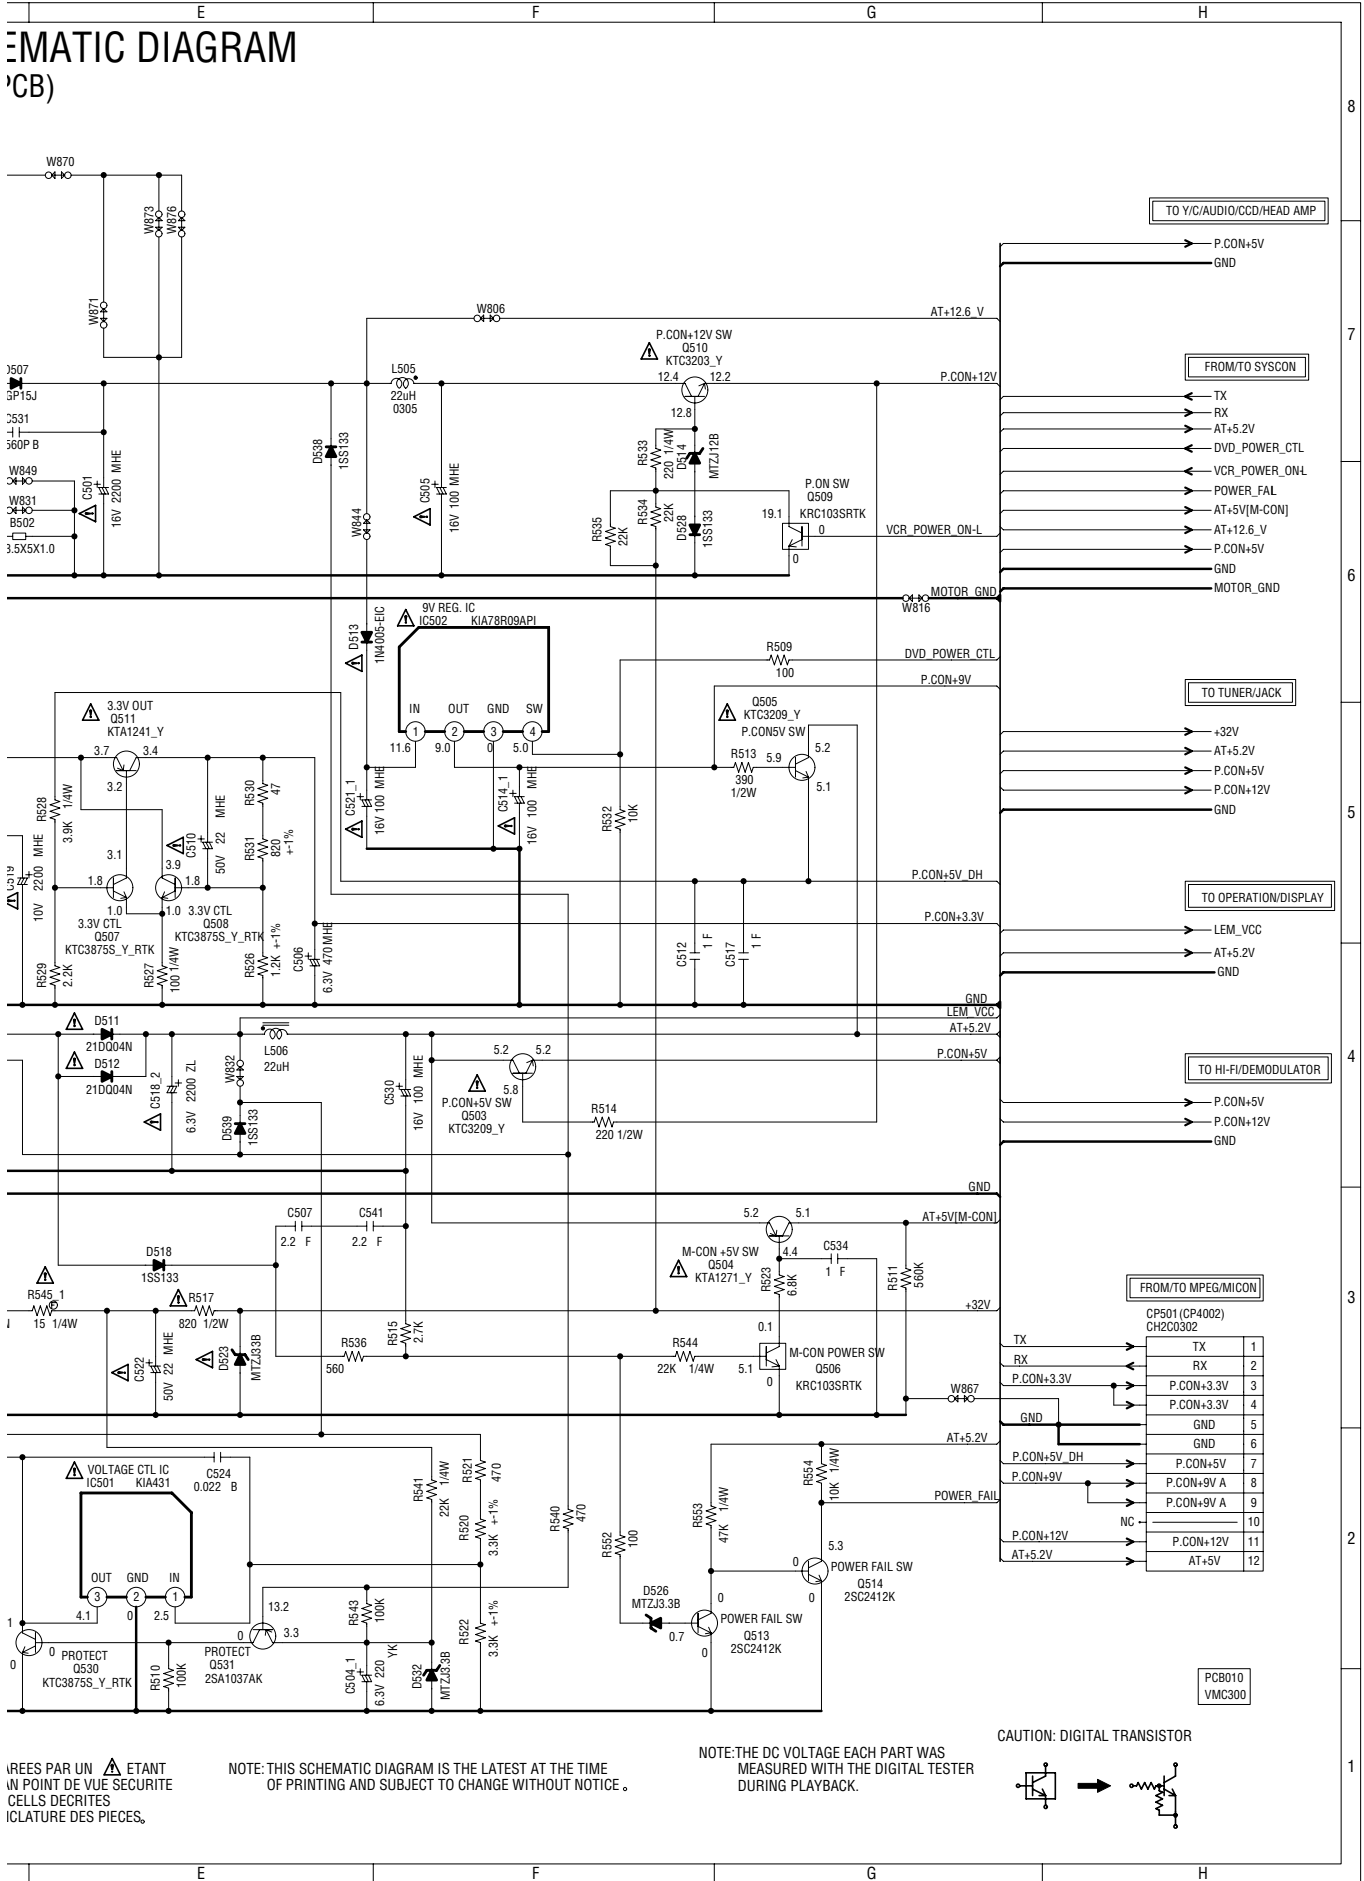 E
F
G
H
EMATIC DIAGRAM
PCB)
8
W870
W873
W876
TO Y/C/AUDIO/CCD/HEAD AMP
P.CON+5V
GND
W871
W806
AT+12.6_V
7
P.CON+12V SW
Q510
KTC3203_Y
FROM/TO SYSCON
D507
GP15J
L505
22uH
0305
12.4
12.2
12.8
P.CON+12V
TX
RX
AT+5.2V
DVD_POWER_CTL
VCR_POWER_ON-L
POWER_FAIL
AT+5V[M-CON]
AT+12.6_V
P.CON+5V
GND
MOTOR_GND
C531
560P B
W849
W831
B502
3.5X5X1.0
C501
16V 2200 MHE
D538
1SS133
W844
C505
16V 100 MHE
R533
220 1/4W
D514
MTZJ12B
R535
22K
R534
22K
D528
1SS133
P.ON SW
Q509
KRC103SRTK
19.1
0
0
VCR_POWER_ON-L
6
MOTOR GND
W816
D513
1N4005-EIC
9V REG. IC
IC502 KIA78R09API
R509
100
DVD_POWER_CTL
P.CON+9V
TO TUNER/JACK
IN OUT GND SW
1 2 3 4
11.6 9.0 0 5.0
Q505
KTC3209_Y
P.CON5V SW
3.3V OUT
Q511
KTA1241_Y
3.7
3.4
3.2
R513
390
1/2W
5.9
5.2
5.1
+32V
AT+5.2V
P.CON+5V
P.CON+12V
GND
5
R528
3.9K 1/4W
C510
50V 22 MHE
R530
47
R531
820
+-1%
C521_1
16V 100 MHE
C514_1
16V 100 MHE
R532
10K
C519
10V 2200 MHE
3.1
3.9
1.8
1.8
1.0
1.0
3.3V CTL
Q507
KTC3875S_Y_RTK
3.3V CTL
Q508
KTC3875S_Y_RTK
P.CON+5V_DH
TO OPERATION/DISPLAY
P.CON+3.3V
LEM_VCC
AT+5.2V
GND
R529
2.2K
R527
100 1/4W
R526
1.2K +-1%
C506
6.3V 470 MHE
C512
1 F
C517
1 F
GND
LEM_VCC
AT+5.2V
P.CON+5V
4
D511
21DQ04N
D512
21DQ04N
L506
22uH
W832
C518_2
6.3V 2200 ZL
D539
1SS133
C530
16V 100 MHE
5.2
5.2
5.8
P.CON+5V SW
Q503
KTC3209_Y
R514
220 1/2W
TO HI-FI/DEMODULATOR
P.CON+5V
P.CON+12V
GND
GND
C507
2.2 F
C541
2.2 F
5.2
5.1
4.4
AT+5V[M-CON]
M-CON +5V SW
Q504
KTA1271_Y
C534
1 F
R523
6.8K
R511
560K
D518
1SS133
R545_1
15 1/4W
R517
820 1/2W
+32V
3
FROM/TO MPEG/MICON
CP501(CP4002)
CH2C0302
C522
50V 22 MHE
D523
MTZJ33B
R536
560
R515
2.7K
R544
22K 1/4W
0.1
5.1
0
M-CON POWER SW
Q506
KRC103SRTK
W867
TX
RX
P.CON+3.3V
GND
P.CON+5V_DH
P.CON+9V
NC
P.CON+12V
AT+5.2V
TX 1
RX 2
P.CON+3.3V 3
P.CON+3.3V 4
GND 5
GND 6
P.CON+5V 7
P.CON+9V A 8
P.CON+9V A 9
10
P.CON+12V 11
AT+5V 12
AT+5.2V
POWER_FAIL
VOLTAGE CTL IC
IC501 KIA431
C524
0.022 B
R541
22K 1/4W
R521
470
R520
3.3K +-1%
R540
470
R552
100
R553
47K 1/4W
R554
10K 1/4W
2
OUT GND IN
3 2 1
4.1 0 2.5
5.3
0
0
POWER FAIL SW
Q514
2SC2412K
D526
MTZJ3.3B
0.7
0
0
POWER FAIL SW
Q513
2SC2412K
1
0
0
PROTECT
Q530
KTC3875S_Y_RTK
R510
100K
13.2
0
3.3
PROTECT
Q531
2SA1037AK
R543
100K
C504_1
6.3V 220 YK
D532
MTZJ3.3B
R522
3.3K +-1%
PCB010
VMC300
AREES PAR UN ETANT
AN POINT DE VUE SECURITE
CELLS DECRITES
ICLATURE DES PIECES。
NOTE: THIS SCHEMATIC DIAGRAM IS THE LATEST AT THE TIME
OF PRINTING AND SUBJECT TO CHANGE WITHOUT NOTICE 。
NOTE:THE DC VOLTAGE EACH PART WAS
MEASURED WITH THE DIGITAL TESTER
DURING PLAYBACK.
CAUTION: DIGITAL TRANSISTOR
1
E
F
G
H